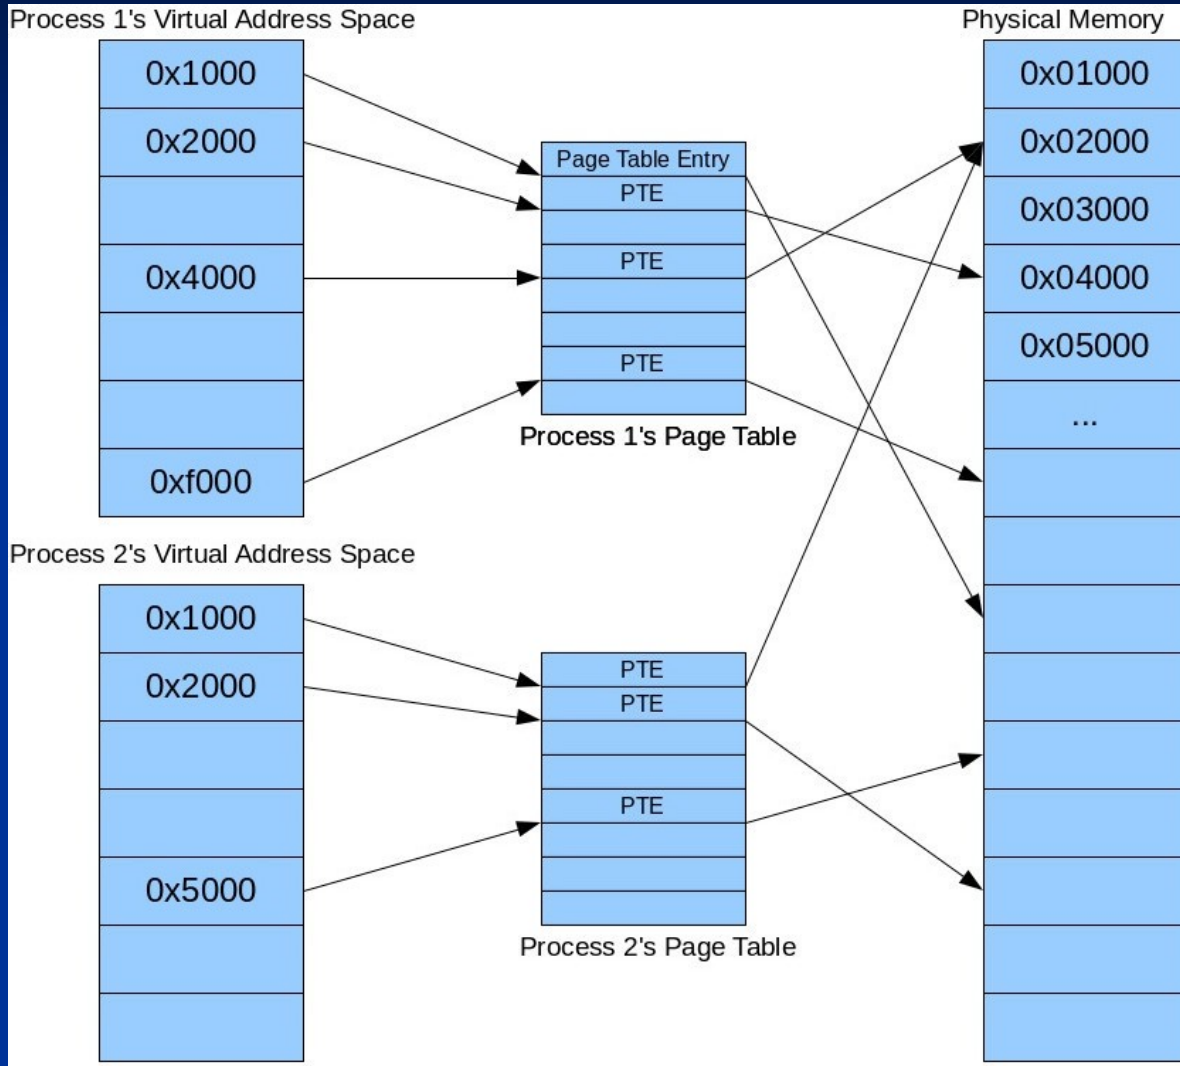 Process 1's Virtual Address Space
0x1000
0x2000
0x4000
0xf000
Page Table Entry
PTE
PTE
PTE
Process 1's Page Table
Physical Memory
0x01000
0x02000
0x03000
0x04000
0x05000
...
Process 2's Virtual Address Space
0x1000
0x2000
0x5000
PTE
PTE
PTE
Process 2's Page Table